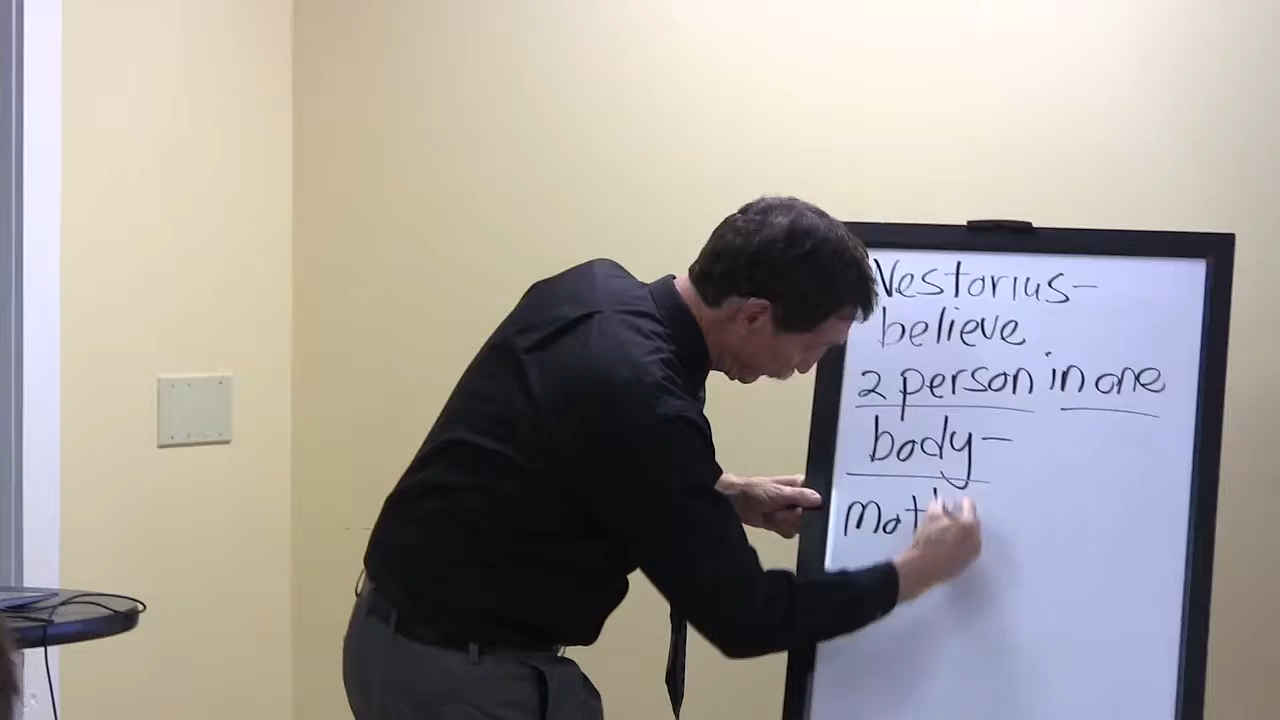 Nestorius-
believe
2 person in one
body-